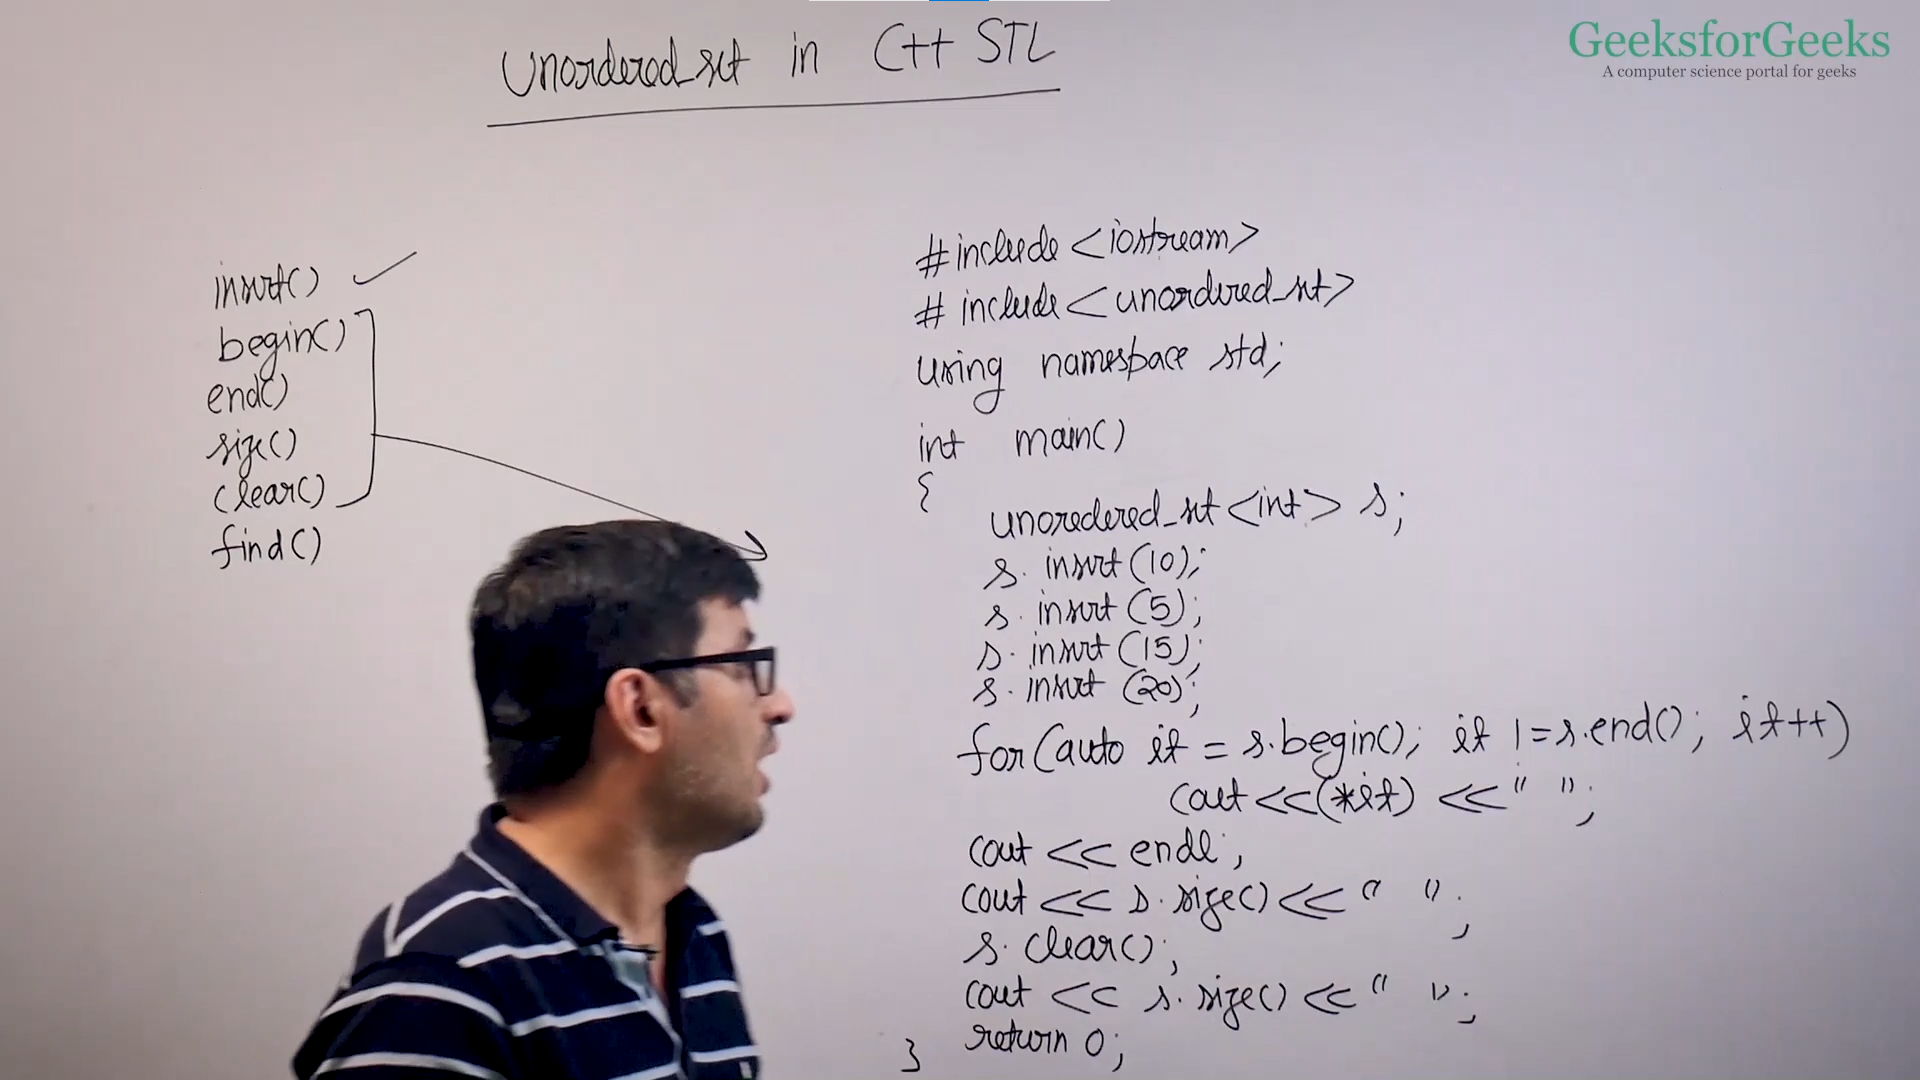 Unordered_set in C++ STL
GeeksforGeeks
A computer science portal for geeks
insert() ✓
begin()
end()
size()
clear()
find()
#include <iostream>
# include <unordered_set>
using namespace std;
int main()
{
unoredered_set <int> s;
s. insert (10);
s. insert (5);
s. insert (15);
s. insert (20);
for (auto it = s.begin(); it != s.end(); it++)
cout <<(*it) <<" ";
cout << endl;
cout << s.size() << " ";
s. clear();
cout << s.size() << " ";
return 0;
}